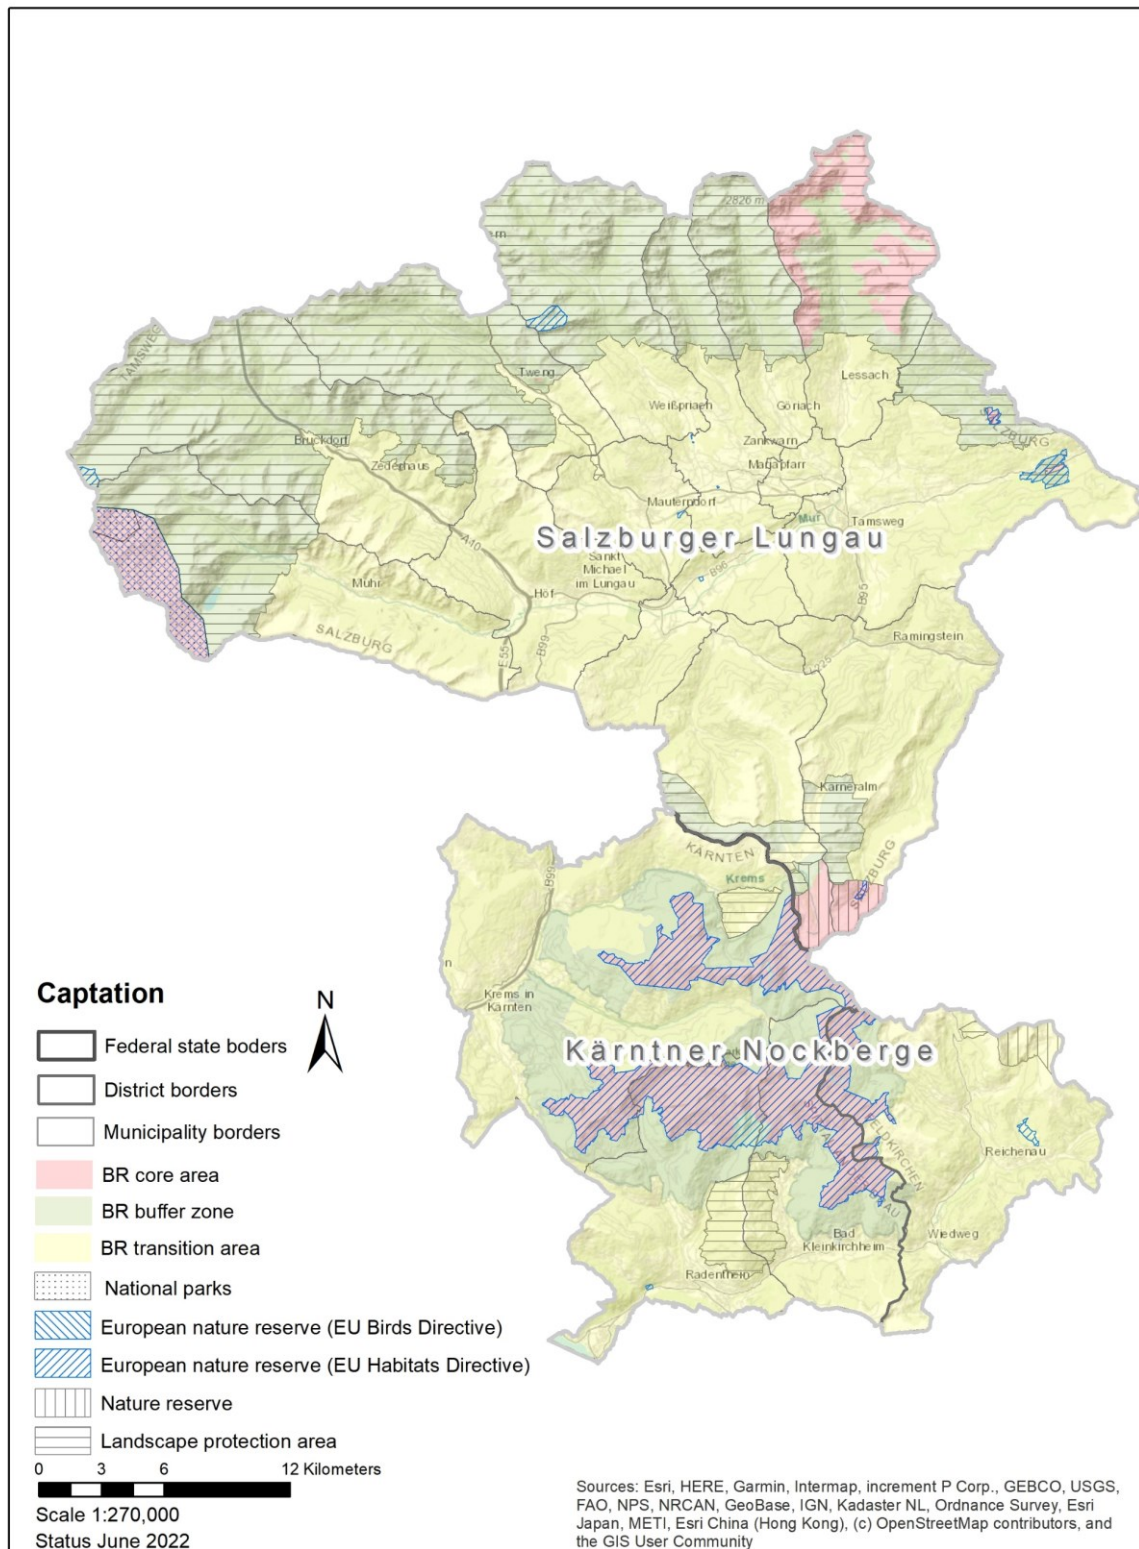 2826 m
TAMSWEG
Tweng
Lessach
Weißpriach
Göriach
SALZBURG
Bruckdorf
Zankwarn
Zederhaus
Mariapfarr
Mauterndorf
Mur
Tamsweg
Salzburger Lungau
A10
Sankt
Michael
im Lungau
B96
Muhr
Höf
B95
SALZBURG
Ramingstein
E55
B99
L225
Karneralm
KÄRNTEN
SALZBURG
B99
Krems
Krems in
Kärnten
Kärntner Nockberge
FELDKIRCHEN
Reichenau
Bad
Kleinkirchheim
Wiedweg
Radenthein
Captation
N
Federal state boders
District borders
Municipality borders
BR core area
BR buffer zone
BR transition area
National parks
European nature reserve (EU Birds Directive)
European nature reserve (EU Habitats Directive)
Nature reserve
Landscape protection area
0 3 6 12 Kilometers
Scale 1:270,000
Status June 2022
Sources: Esri, HERE, Garmin, Intermap, increment P Corp., GEBCO, USGS,
FAO, NPS, NRCAN, GeoBase, IGN, Kadaster NL, Ordnance Survey, Esri
Japan, METI, Esri China (Hong Kong), (c) OpenStreetMap contributors, and
the GIS User Community